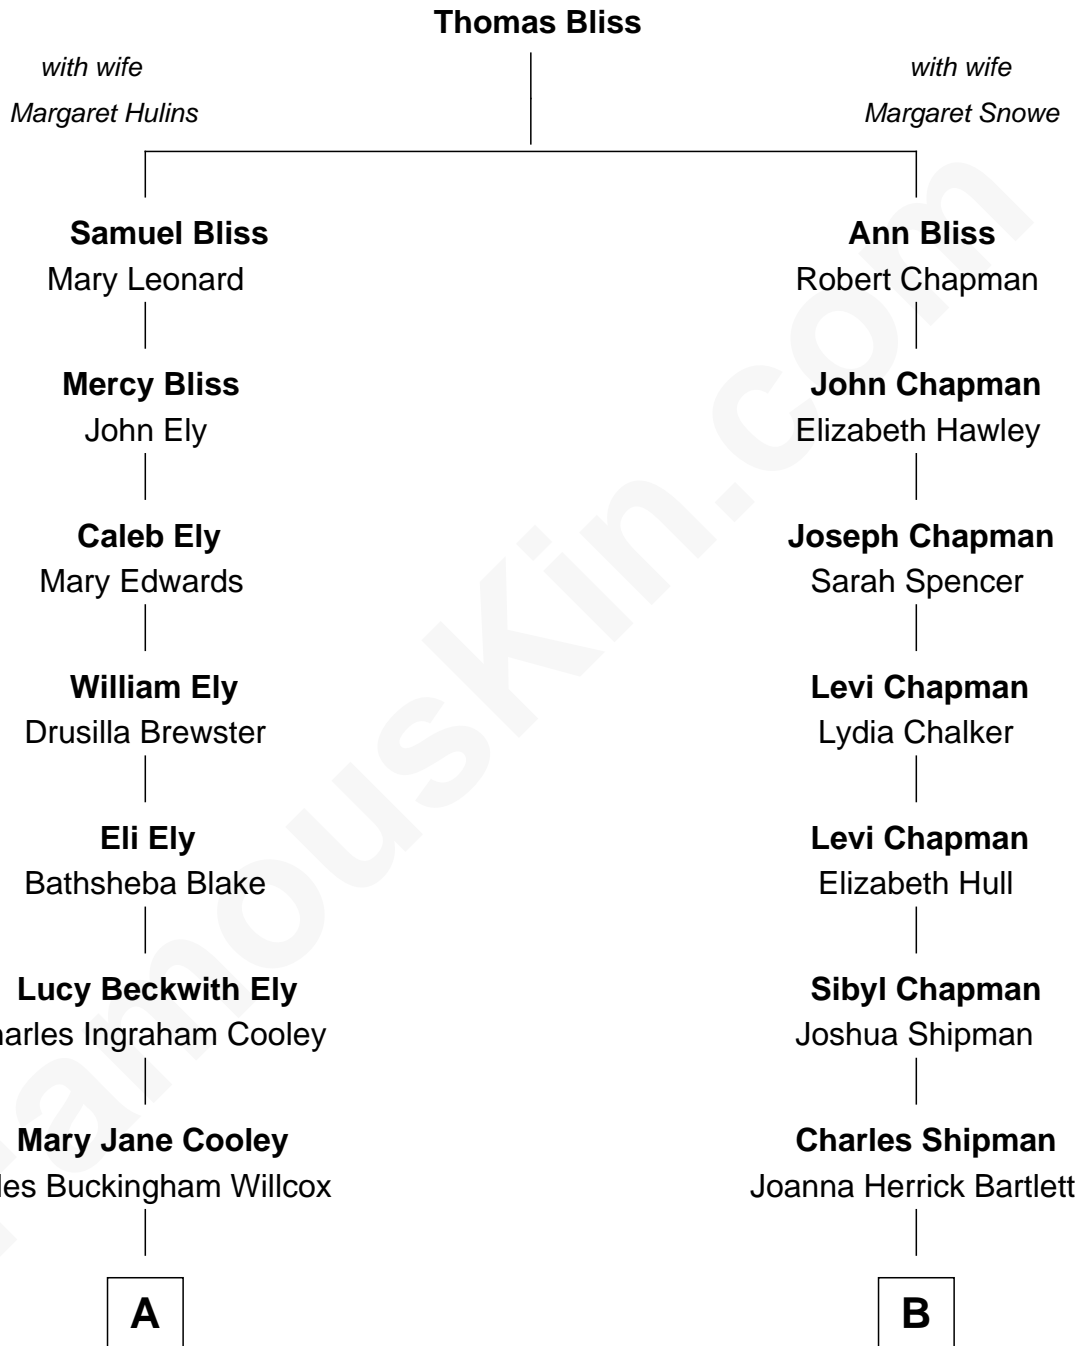 Thomas Bliss
with wife
Margaret Hulins
with wife
Margaret Snowe
Samuel Bliss
Mary Leonard
Ann Bliss
Robert Chapman
Mercy Bliss
John Ely
John Chapman
Elizabeth Hawley
Caleb Ely
Mary Edwards
Joseph Chapman
Sarah Spencer
William Ely
Drusilla Brewster
Levi Chapman
Lydia Chalker
Eli Ely
Bathsheba Blake
Levi Chapman
Elizabeth Hull
Lucy Beckwith Ely
Ingraham Cooley
Sibyl Chapman
Joshua Shipman
Mary Jane Cooley
Buckingham Willcox
Charles Shipman
Joanna Herrick Bartlett
A
B
FamousKin.com